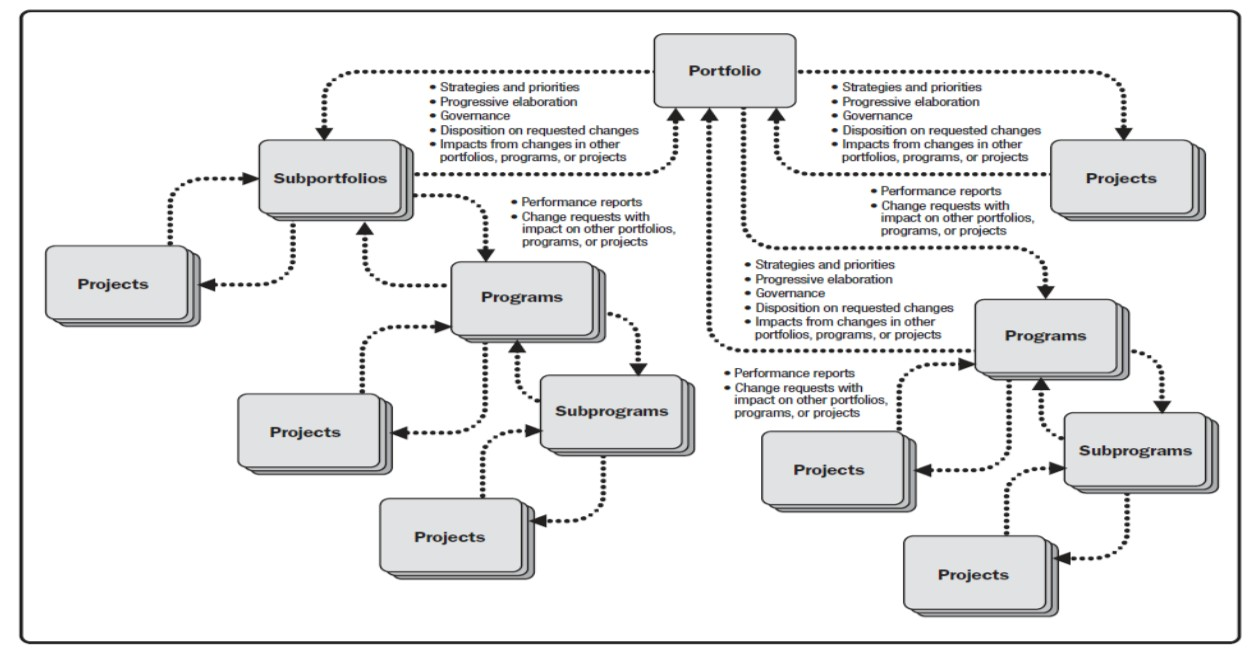 Portfolio
• Strategies and priorities
• Progressive elaboration
• Governance
• Disposition on requested changes
• Impacts from changes in other
portfolios, programs, or projects
• Strategies and priorities
• Progressive elaboration
• Governance
• Disposition on requested changes
• Impacts from changes in other
portfolios, programs, or projects
Subportfolios
Projects
• Performance reports
• Change requests with
impact on other portfolios,
programs, or projects
• Performance reports
• Change requests with
impact on other portfolios,
programs, or projects
Projects
Programs
• Strategies and priorities
• Progressive elaboration
• Governance
• Disposition on requested changes
• Impacts from changes in other
portfolios, programs, or projects
Programs
• Performance reports
• Change requests with
impact on other portfolios,
programs, or projects
Projects
Subprograms
Projects
Subprograms
Projects
Projects